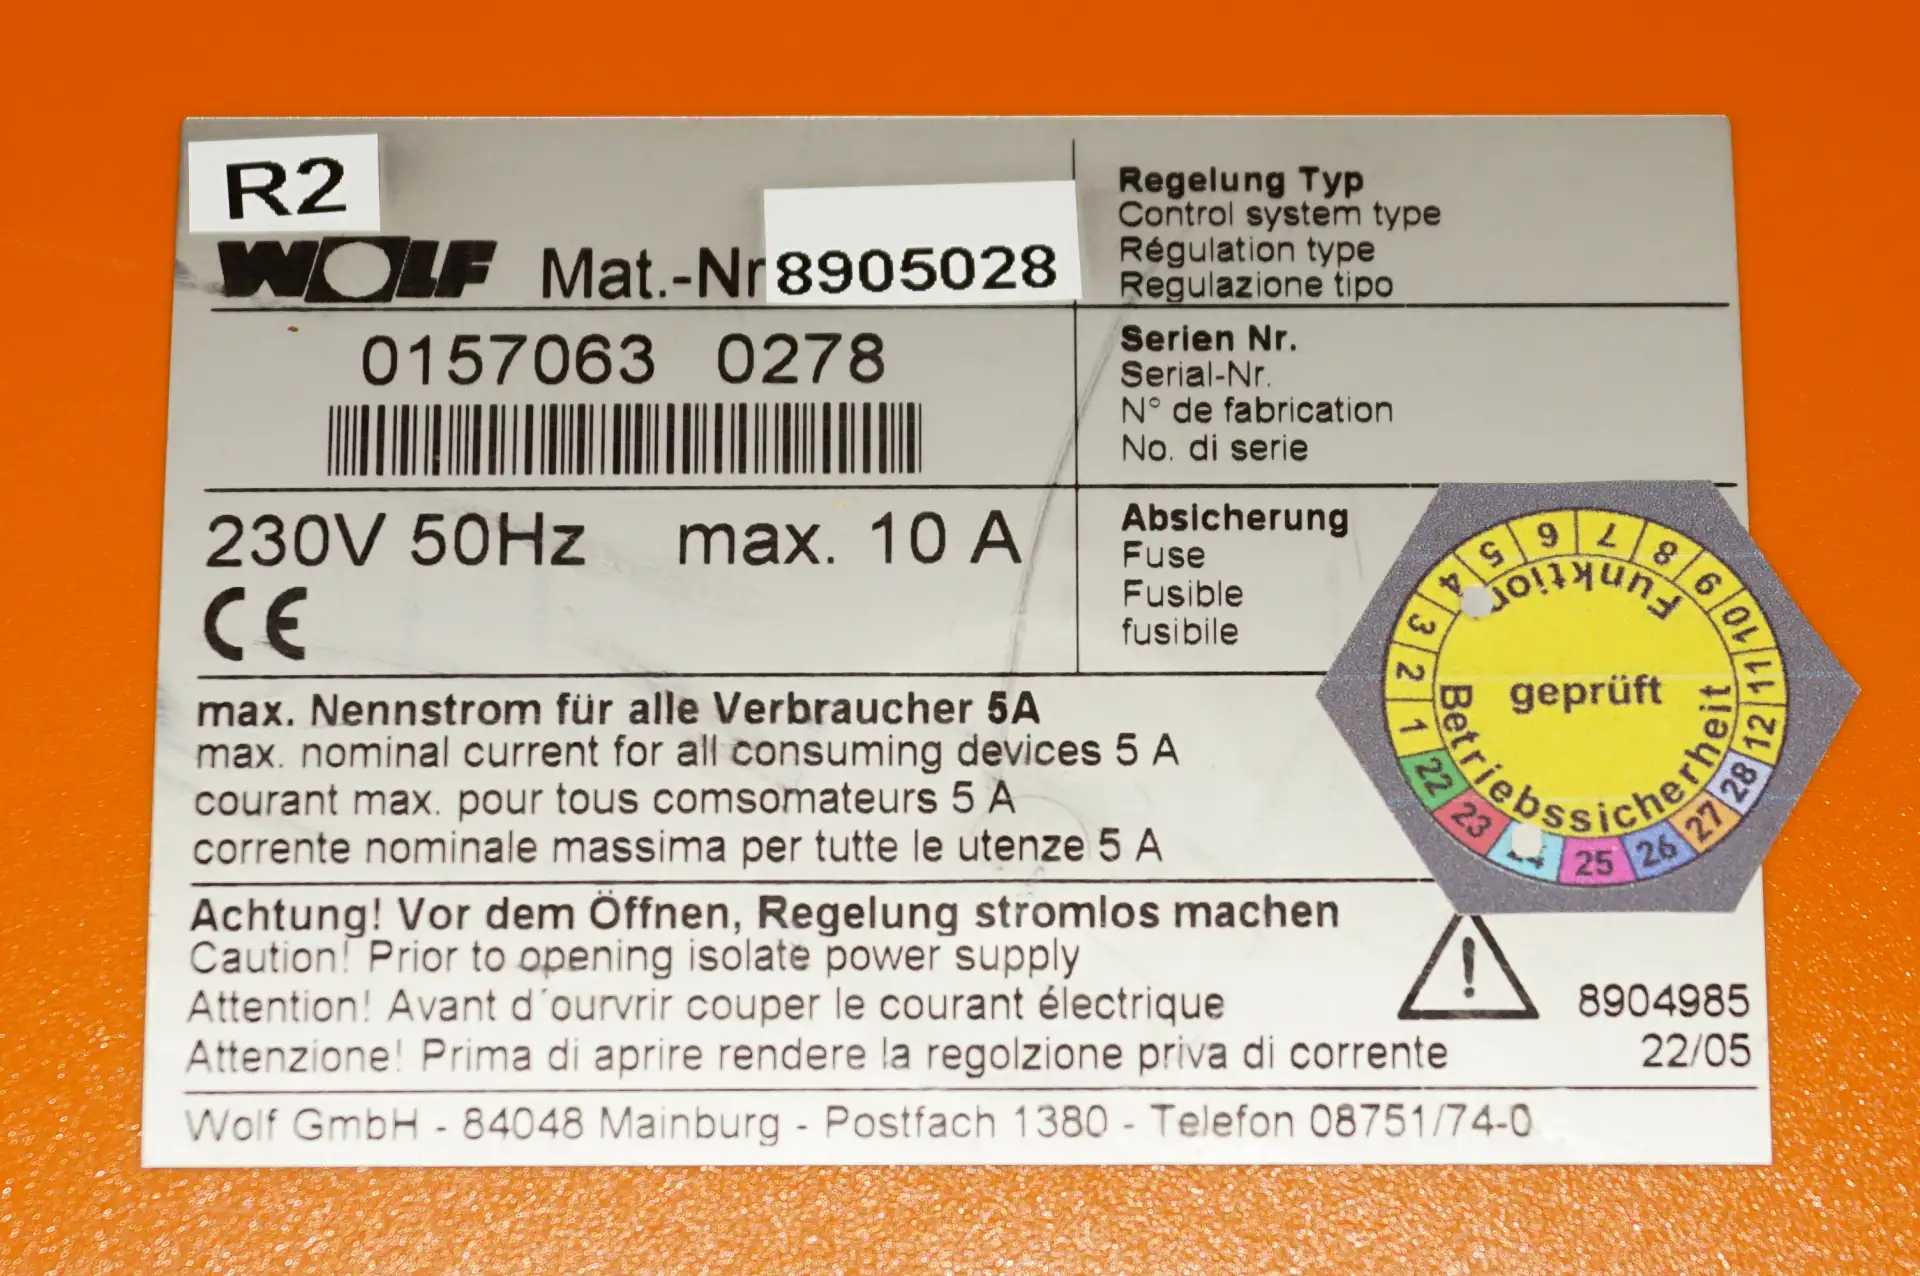 R2
WOLF Mat.-Nr 8905028
Regelung Typ
Control system type
Régulation type
Regulazione tipo
0157063 0278
Serien Nr.
Serial-Nr.
N° de fabrication
No. di serie
230V 50Hz max. 10 A
CE
Absicherung
Fuse
Fusible
fusibile
max. Nennstrom für alle Verbraucher 5A
max. nominal current for all consuming devices 5 A
courant max. pour tous comsomateurs 5 A
corrente nominale massima per tutte le utenze 5 A
1 2 3 4 5 6 7 8 9 10 11 12
Funktion
geprüft
Betriebssicherheit
22 23 25 26 27 28
Achtung! Vor dem Öffnen, Regelung stromlos machen
Caution! Prior to opening isolate power supply
Attention! Avant d´ourvrir couper le courant électrique
Attenzione! Prima di aprire rendere la regolzione priva di corrente
8904985
22/05
Wolf GmbH - 84048 Mainburg - Postfach 1380 - Telefon 08751/74-0